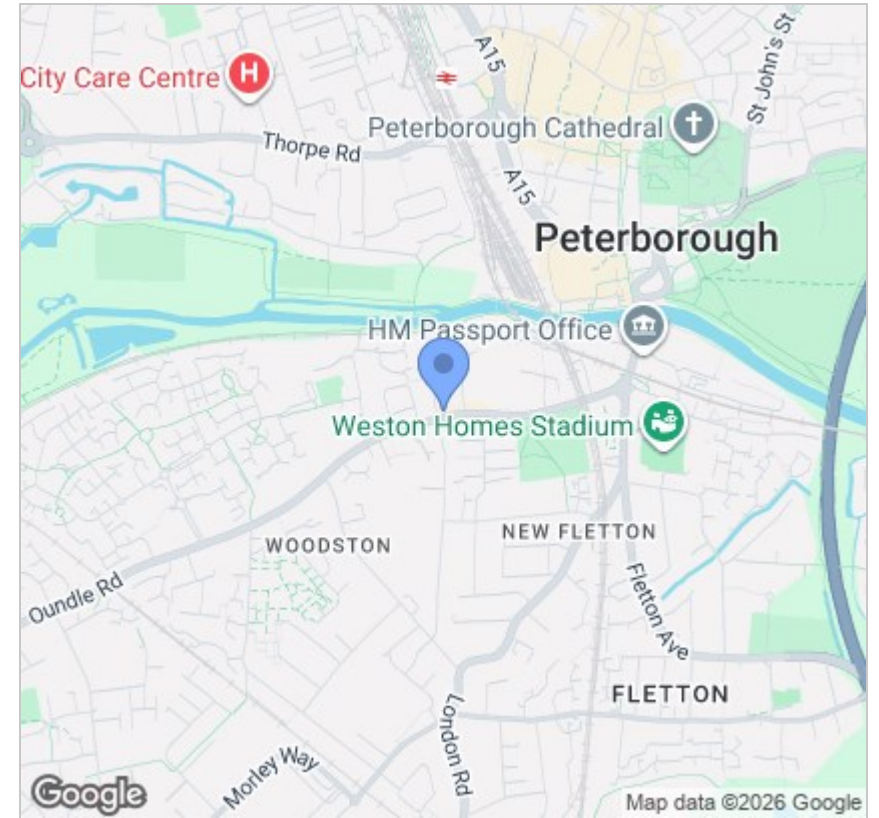 A15
St John's St
City Care Centre
H
Peterborough Cathedral
Thorpe Rd
A15
Peterborough
HM Passport Office
Weston Homes Stadium
NEW FLETTON
WOODSTON
Oundle Rd
Fletton Ave
FLETTON
London Rd
Morley Way
Google
Map data ©2026 Google